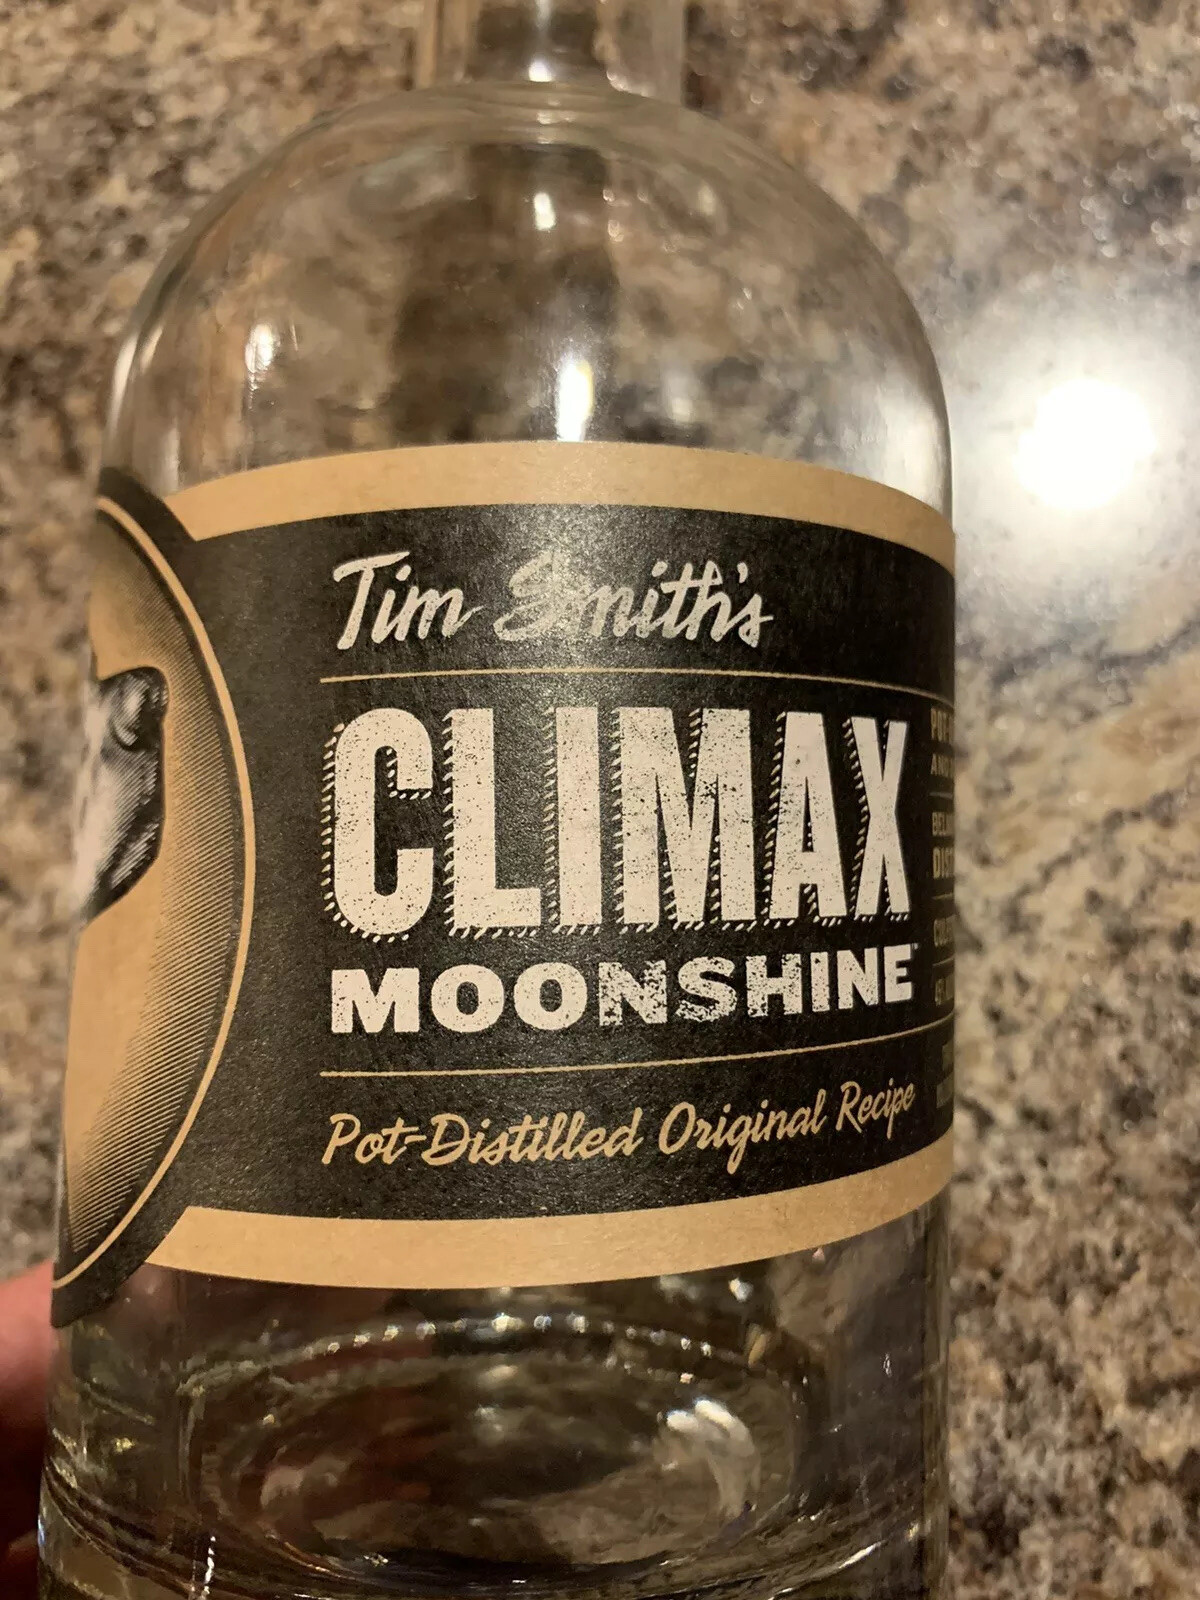 Tim Smith's
CLIMAX
MOONSHINE
Pot-Distilled Original Recipe